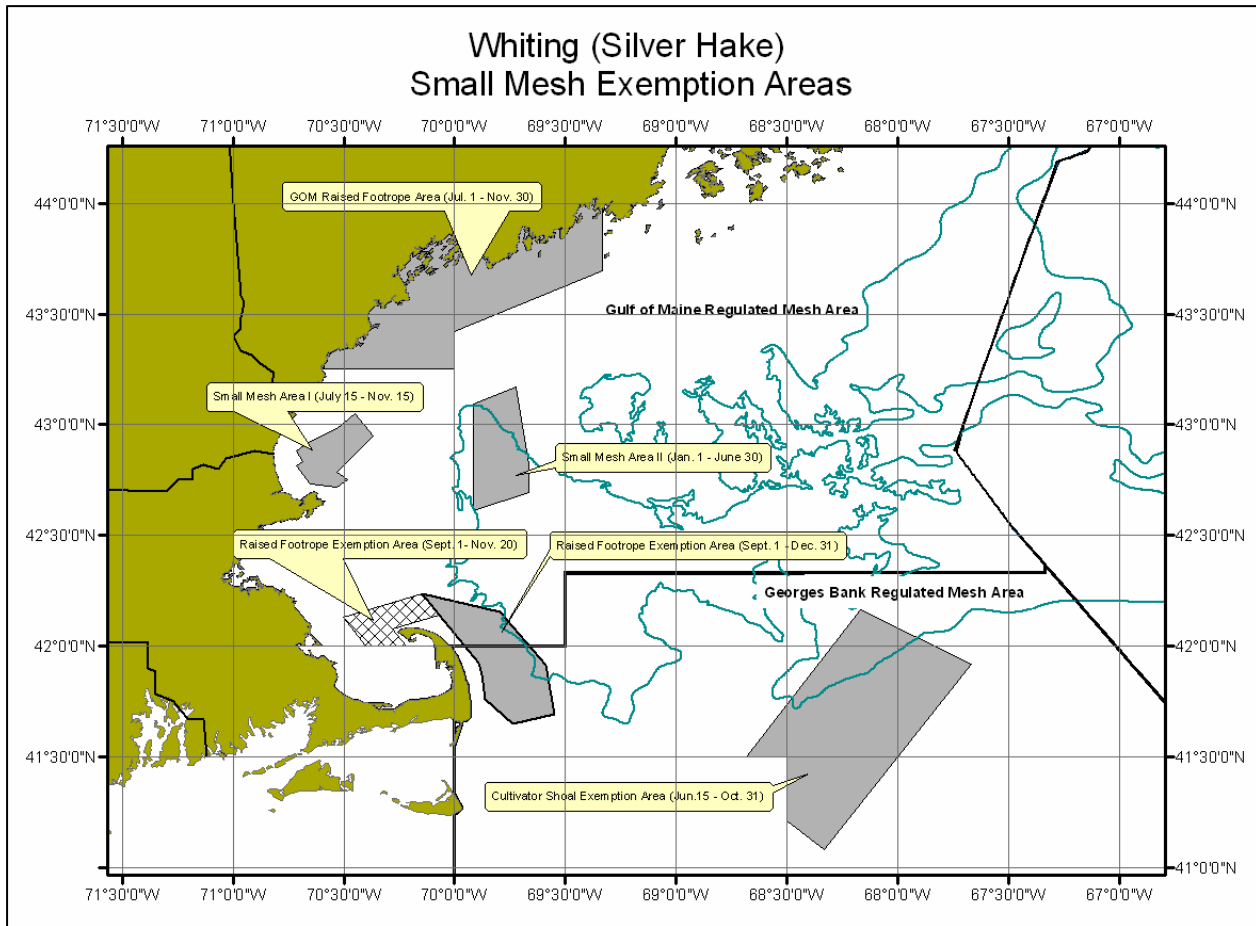 Whiting (Silver Hake)
Small Mesh Exemption Areas
71°30'0"W 71°0'0"W 70°30'0"W 70°0'0"W 69°30'0"W 69°0'0"W 68°30'0"W 68°0'0"W 67°30'0"W 67°0'0"W
44°0'0"N 44°0'0"N
GOM Raised Footrope Area (Jul. 1 - Nov. 30)
43°30'0"N 43°30'0"N
Gulf of Maine Regulated Mesh Area
Small Mesh Area I (July 15 - Nov. 15)
43°0'0"N 43°0'0"N
Small Mesh Area II (Jan. 1 - June 30)
42°30'0"N 42°30'0"N
Raised Footrope Exemption Area (Sept. 1- Nov. 20)
Raised Footrope Exemption Area (Sept. 1 - Dec. 31)
Georges Bank Regulated Mesh Area
42°0'0"N 42°0'0"N
41°30'0"N 41°30'0"N
Cultivator Shoal Exemption Area (Jun.15 - Oct. 31)
41°0'0"N
71°30'0"W 71°0'0"W 70°30'0"W 70°0'0"W 69°30'0"W 69°0'0"W 68°30'0"W 68°0'0"W 67°30'0"W 67°0'0"W